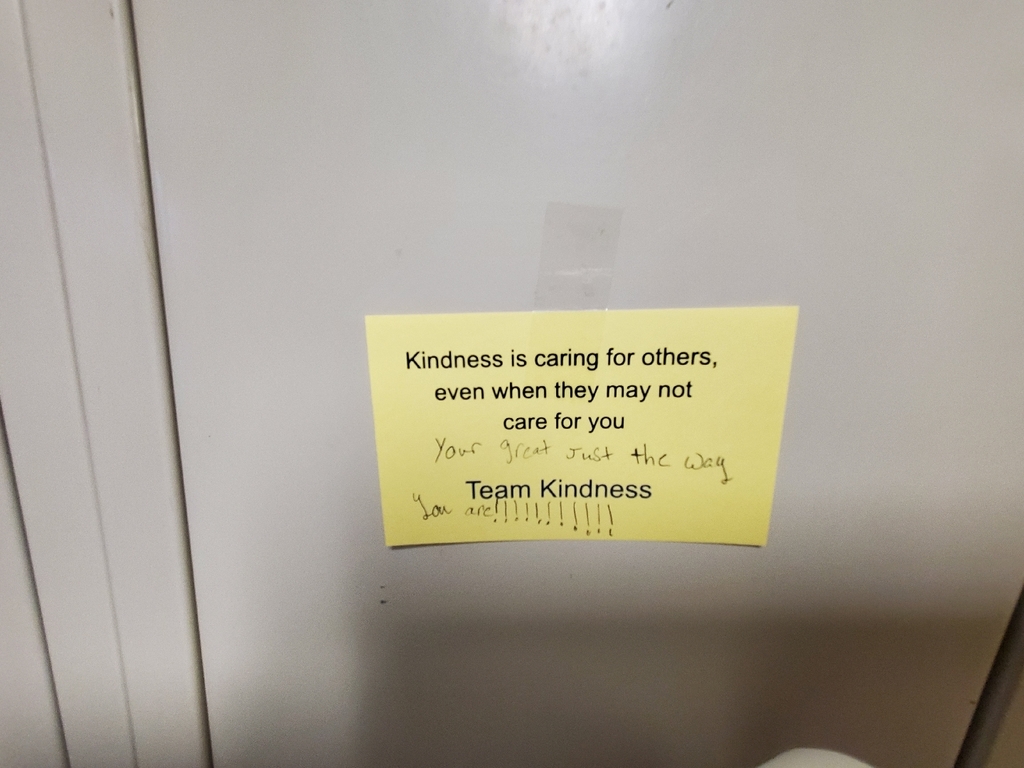 Kindness is caring for others,
even when they may not
care for you
Your great Just the way
Team Kindness
You are!!!!!!!!!!!